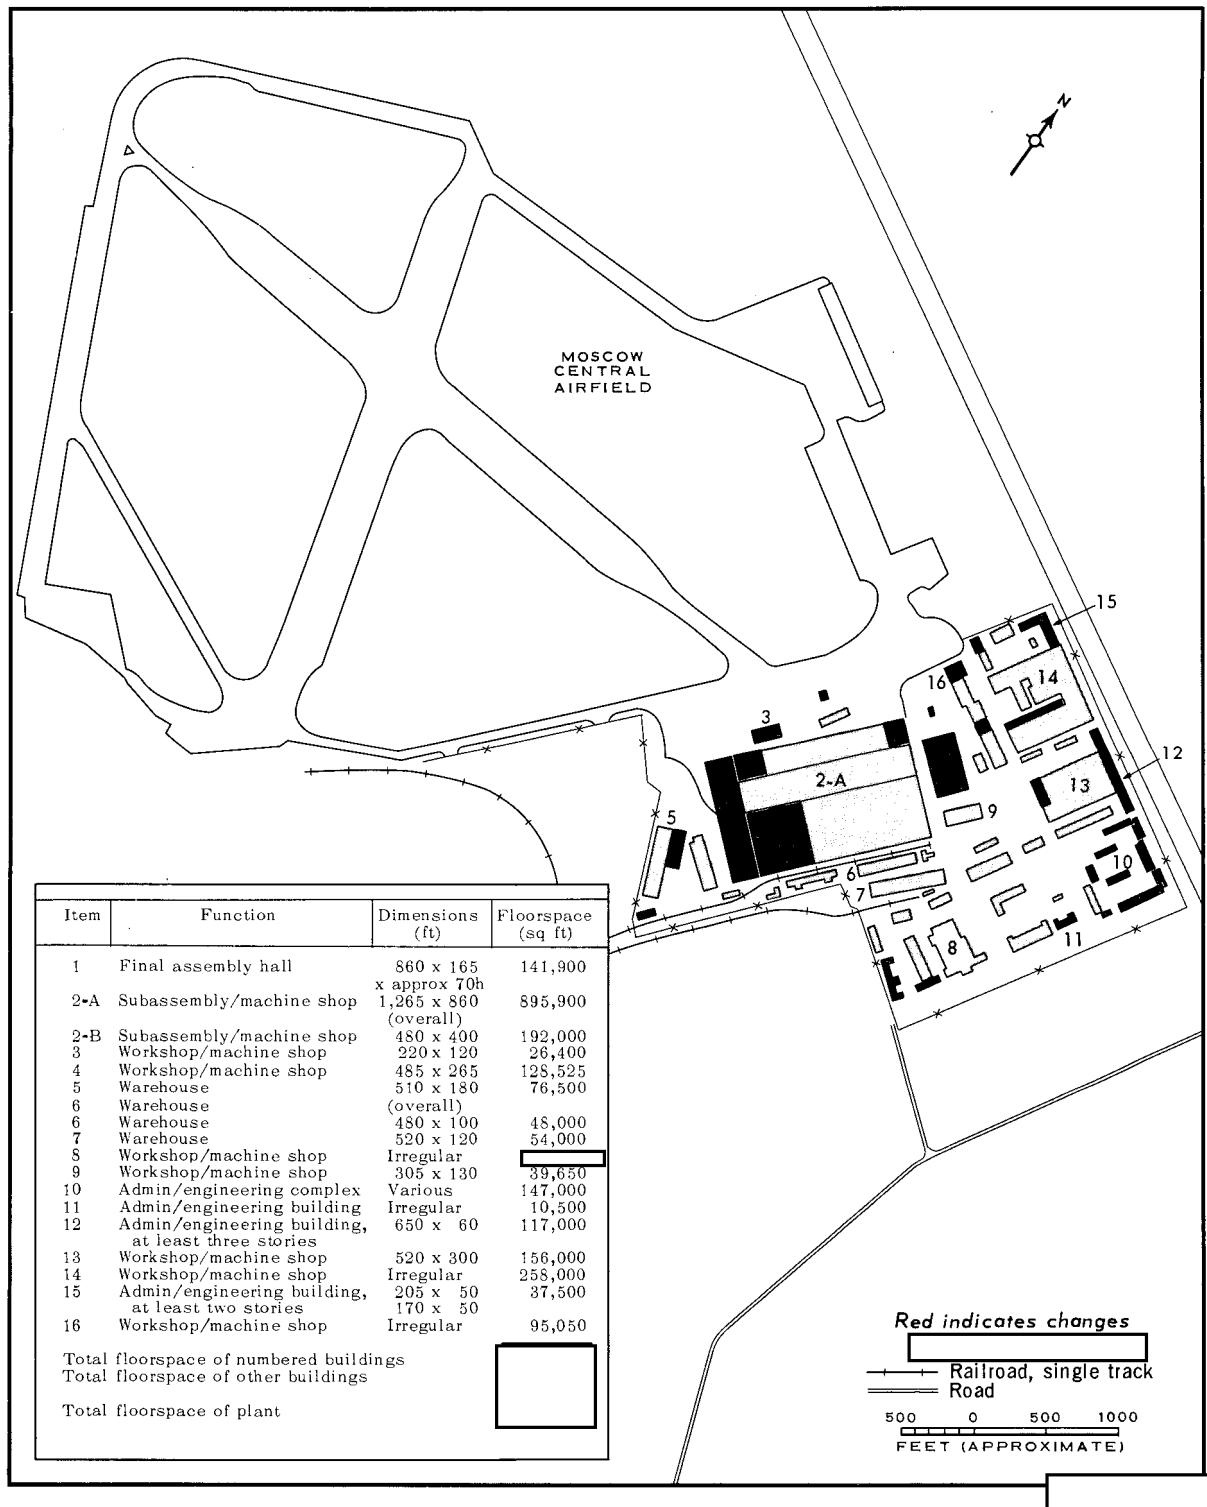 N
MOSCOW
CENTRAL
AIRFIELD
15
16
14
3
12
2-A
13
5
9
6
10
7
11
8
Item Function Dimensions (ft) Floorspace (sq ft)
1 Final assembly hall 860 x 165 141,900
x approx 70h
2-A Subassembly/machine shop 1,265 x 860 895,900
(overall)
2-B Subassembly/machine shop 480 x 400 192,000
3 Workshop/machine shop 220 x 120 26,400
4 Workshop/machine shop 485 x 265 128,525
5 Warehouse 510 x 180 76,500
6 Warehouse (overall)
6 Warehouse 480 x 100 48,000
7 Warehouse 520 x 120 54,000
8 Workshop/machine shop Irregular
9 Workshop/machine shop 305 x 130 39,650
10 Admin/engineering complex Various 147,000
11 Admin/engineering building Irregular 10,500
12 Admin/engineering building, 650 x 60 117,000
at least three stories
13 Workshop/machine shop 520 x 300 156,000
14 Workshop/machine shop Irregular 258,000
15 Admin/engineering building, 205 x 50 37,500
at least two stories 170 x 50
16 Workshop/machine shop Irregular 95,050
Total floorspace of numbered buildings
Total floorspace of other buildings
Total floorspace of plant
Red indicates changes
Railroad, single track
Road
500 0 500 1000
FEET (APPROXIMATE)